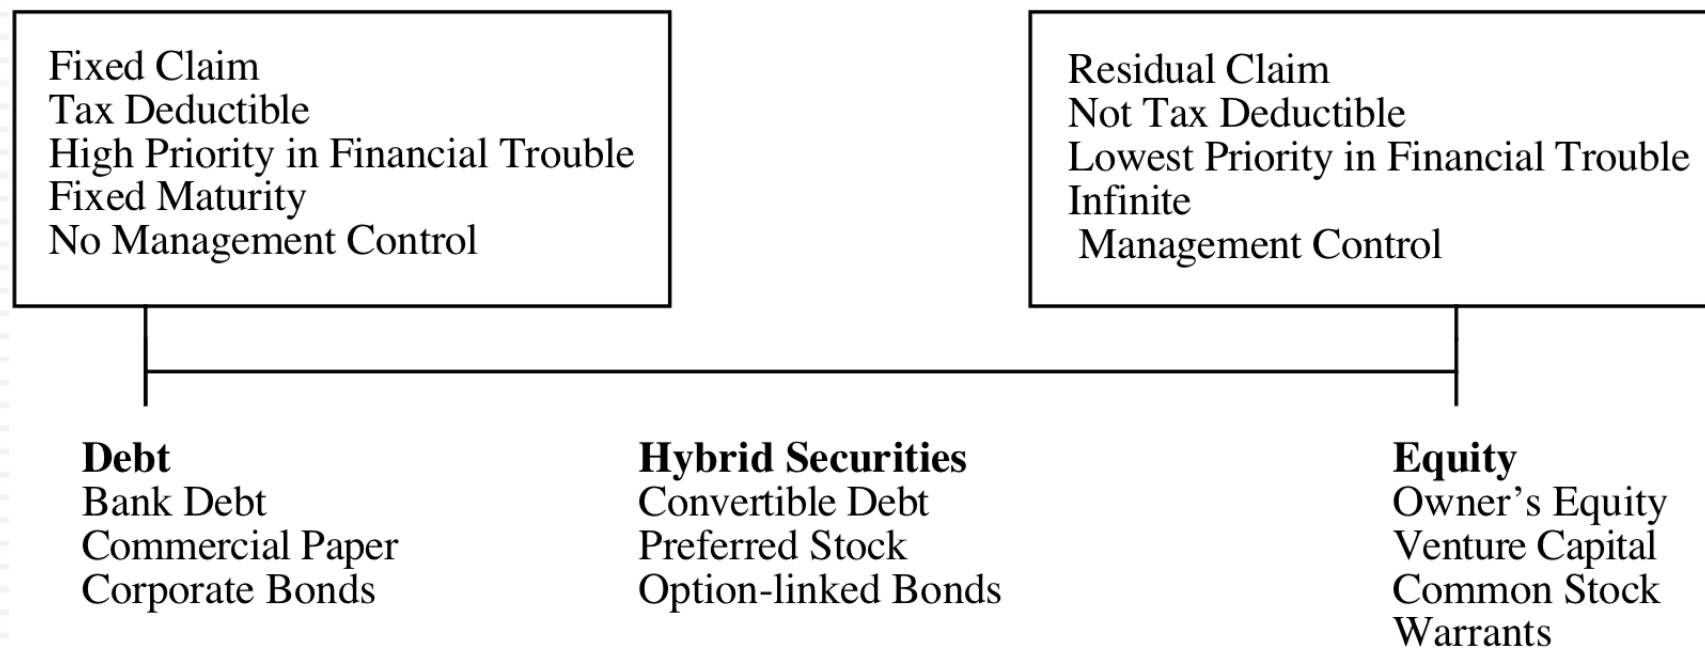 Fixed Claim
Tax Deductible
High Priority in Financial Trouble
Fixed Maturity
No Management Control
Residual Claim
Not Tax Deductible
Lowest Priority in Financial Trouble
Infinite
Management Control
Debt
Bank Debt
Commercial Paper
Corporate Bonds
Hybrid Securities
Convertible Debt
Preferred Stock
Option-linked Bonds
Equity
Owner’s Equity
Venture Capital
Common Stock
Warrants